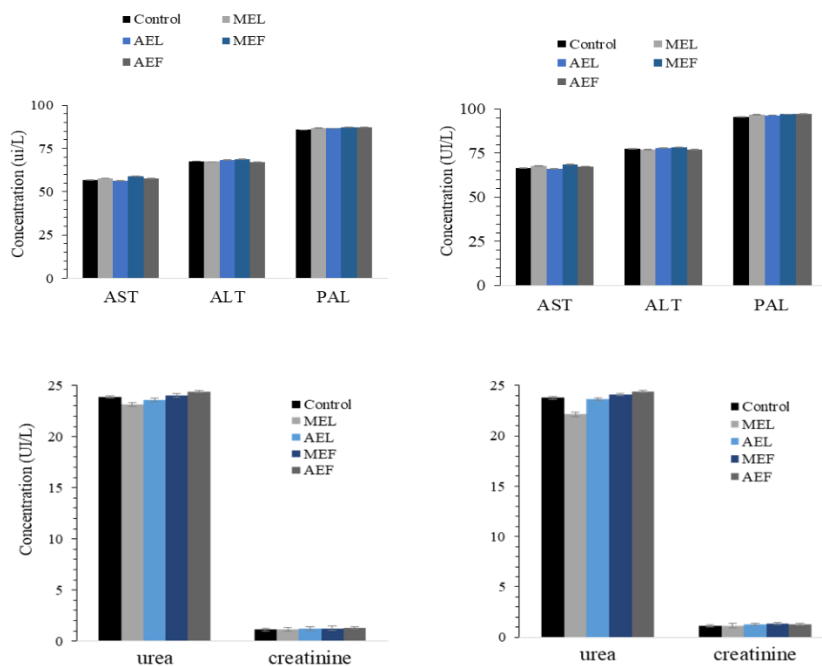 Control MEL
AEL MEF
AEF
Concentration (ui/L)
100
75
50
25
0
AST ALT PAL
Control MEL
AEL MEF
AEF
Concentration (UI/L)
100
75
50
25
0
AST ALT PAL
Concentration (UI/L)
25
20
15
10
5
0
Control
MEL
AEL
MEF
AEF
urea creatinine
25
20
15
10
5
0
Control
MEL
AEL
MEF
AEF
urea creatinine